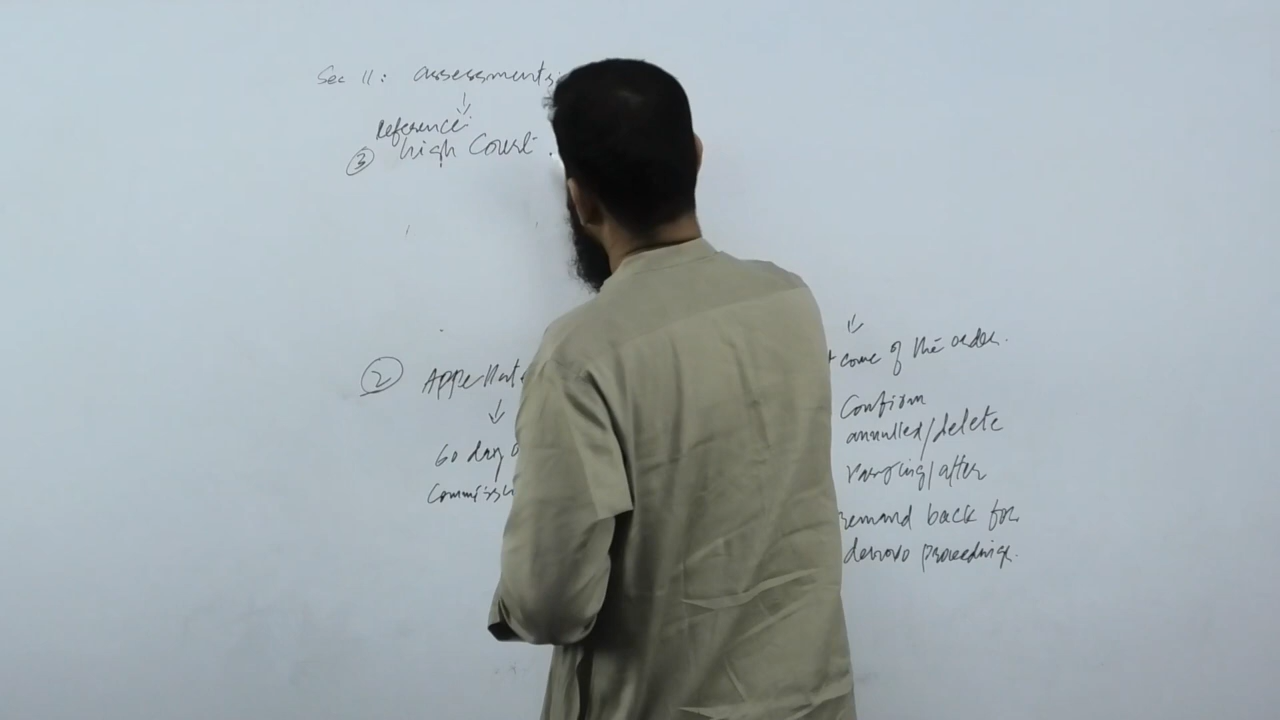 Sec 11: assessments
Reference:
③ high Court
② Appellat
60 day o
Commissi
come of the order.
Confirm
annulled/delete
varying/alter
remand back for
denovo proceedings.